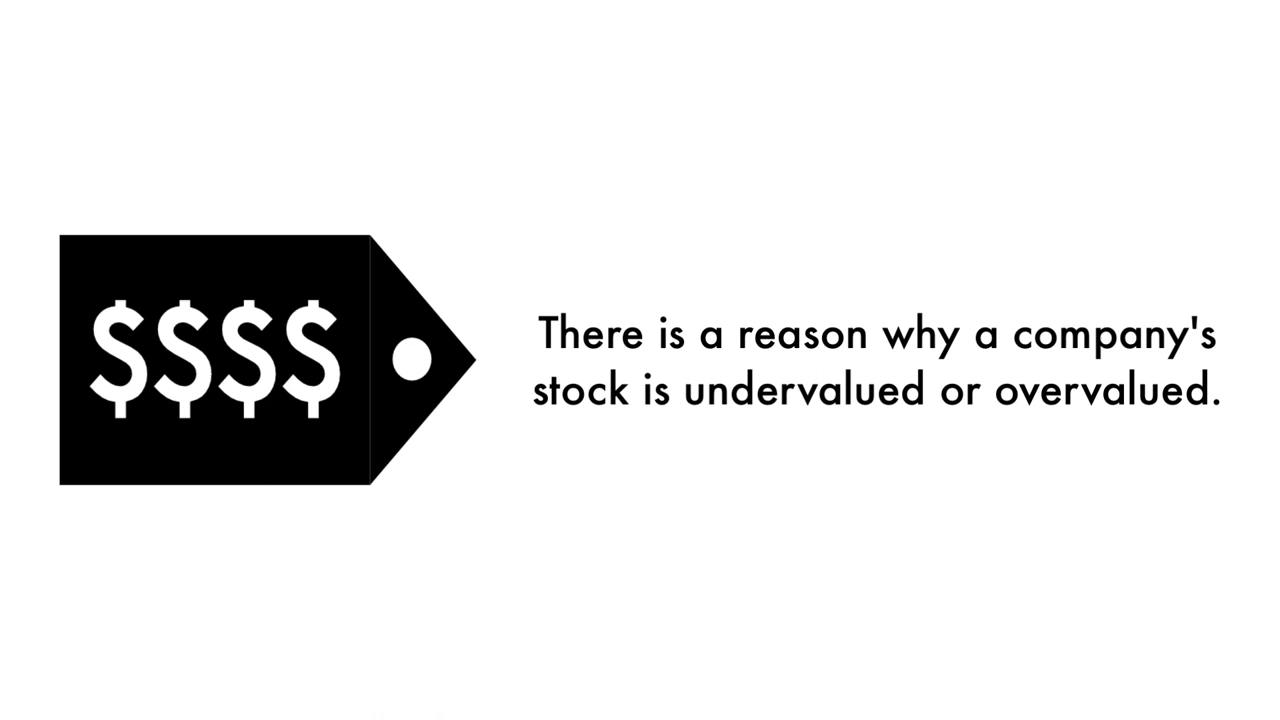 $$$$
There is a reason why a company's
stock is undervalued or overvalued.